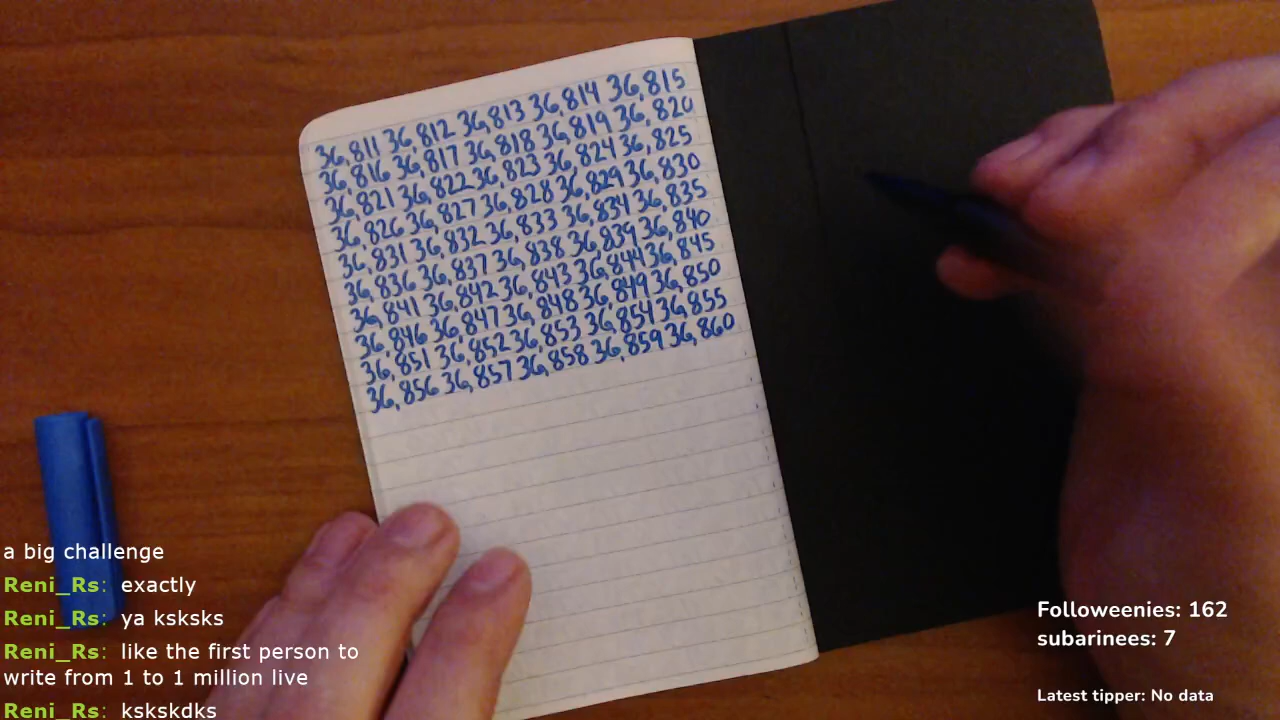 36,811 36,812 36,813 36,814 36,815
36,816 36,817 36,818 36,819 36,820
36,821 36,822 36,823 36,824 36,825
36,826 36,827 36,828 36,829 36,830
36,831 36,832 36,833 36,834 36,835
36,836 36,837 36,838 36,839 36,840
36,841 36,842 36,843 36,844 36,845
36,846 36,847 36,848 36,849 36,850
36,851 36,852 36,853 36,854 36,855
36,856 36,857 36,858 36,859 36,860
a big challenge
Reni_Rs: exactly
Reni_Rs: ya ksksks
Reni_Rs: like the first person to
write from 1 to 1 million live
Reni_Rs: kskskdks
Followeenies: 162
subarinees: 7
Latest tipper: No data